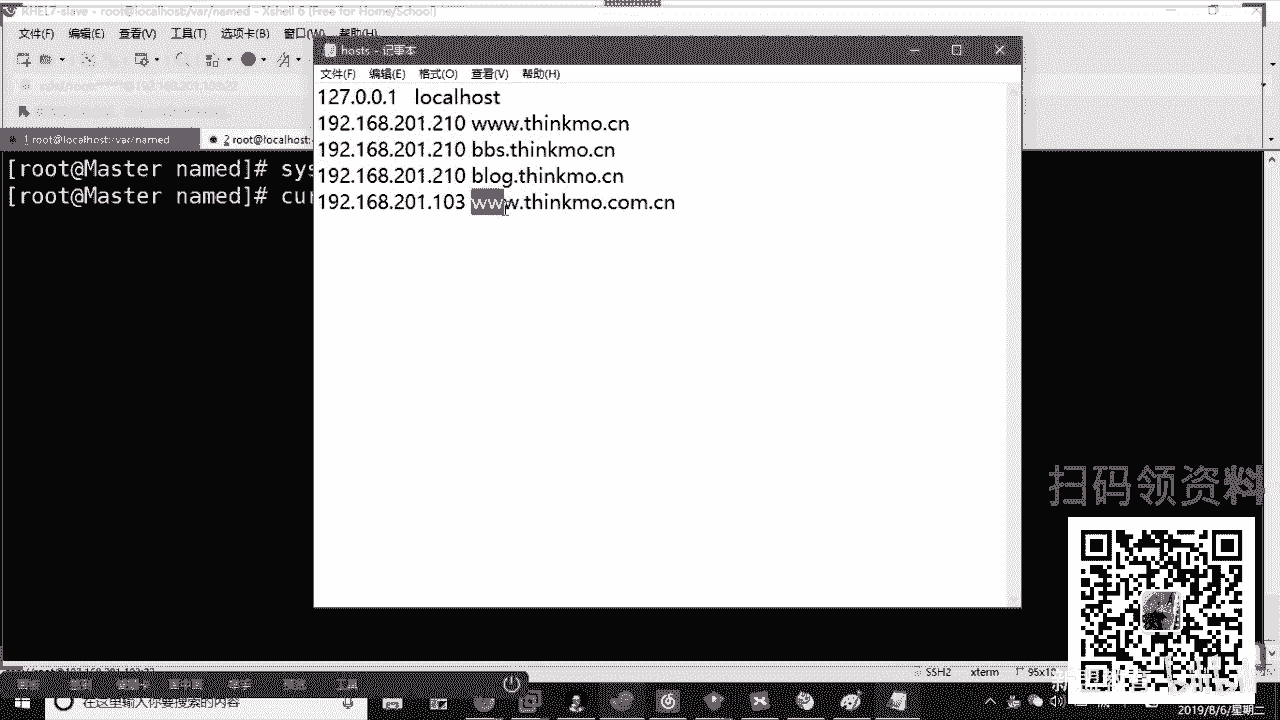 RHEL7-slave - root@localhost:/var/named - Xshell 6 (Free for Home/School)
文件(F) 编辑(E) 查看(V) 工具(T) 选项卡(B) 窗口(W) 帮助(H)
hosts - 记事本
文件(F) 编辑(E) 格式(O) 查看(V) 帮助(H)
127.0.0.1 localhost
192.168.201.210 www.thinkmo.cn
192.168.201.210 bbs.thinkmo.cn
192.168.201.210 blog.thinkmo.cn
192.168.201.103 www.thinkmo.com.cn
1 root@localhost:/var/named
2 root@localhost:
[root@Master named]# sys
[root@Master named]# cur
扫码领资料
SSH2 xterm
在这里输入你要搜索的内容
2019/8/6/星期二